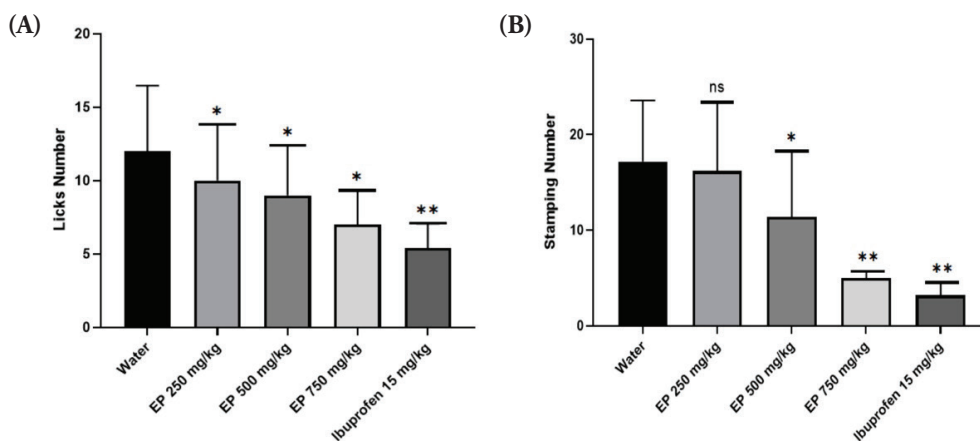 (A)
20
15
10
5
0
Licks Number
*
*
*
**
Water
EP 250 mg/kg
EP 500 mg/kg
EP 750 mg/kg
Ibuprofen 15 mg/kg
(B)
30
20
10
0
Stamping Number
ns
*
**
**
Water
EP 250 mg/kg
EP 500 mg/kg
EP 750 mg/kg
Ibuprofen 15 mg/kg